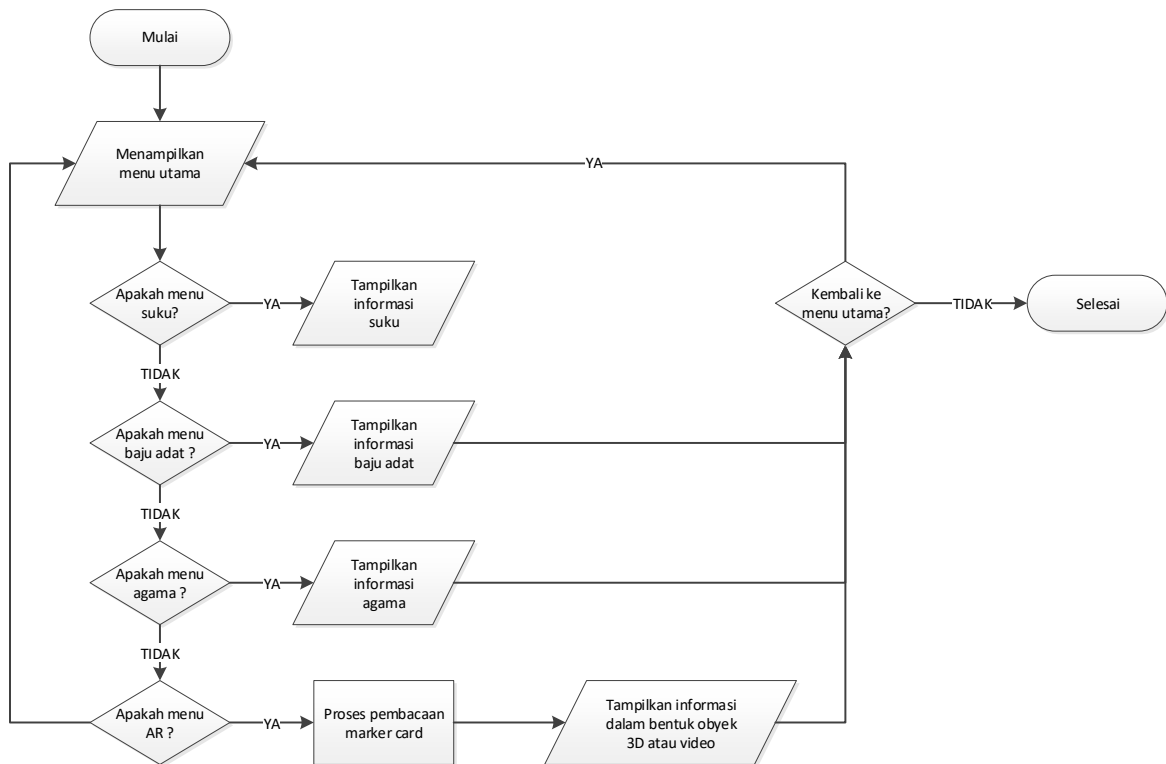 Mulai
Menampilkan
menu utama
YA
Apakah menu
suku?
YA
Tampilkan
informasi
suku
Kembali ke
menu utama?
TIDAK
Selesai
TIDAK
Apakah menu
baju adat ?
YA
Tampilkan
informasi
baju adat
TIDAK
Apakah menu
agama ?
YA
Tampilkan
informasi
agama
TIDAK
Apakah menu
AR ?
YA
Proses pembacaan
marker card
Tampilkan informasi
dalam bentuk obyek
3D atau video